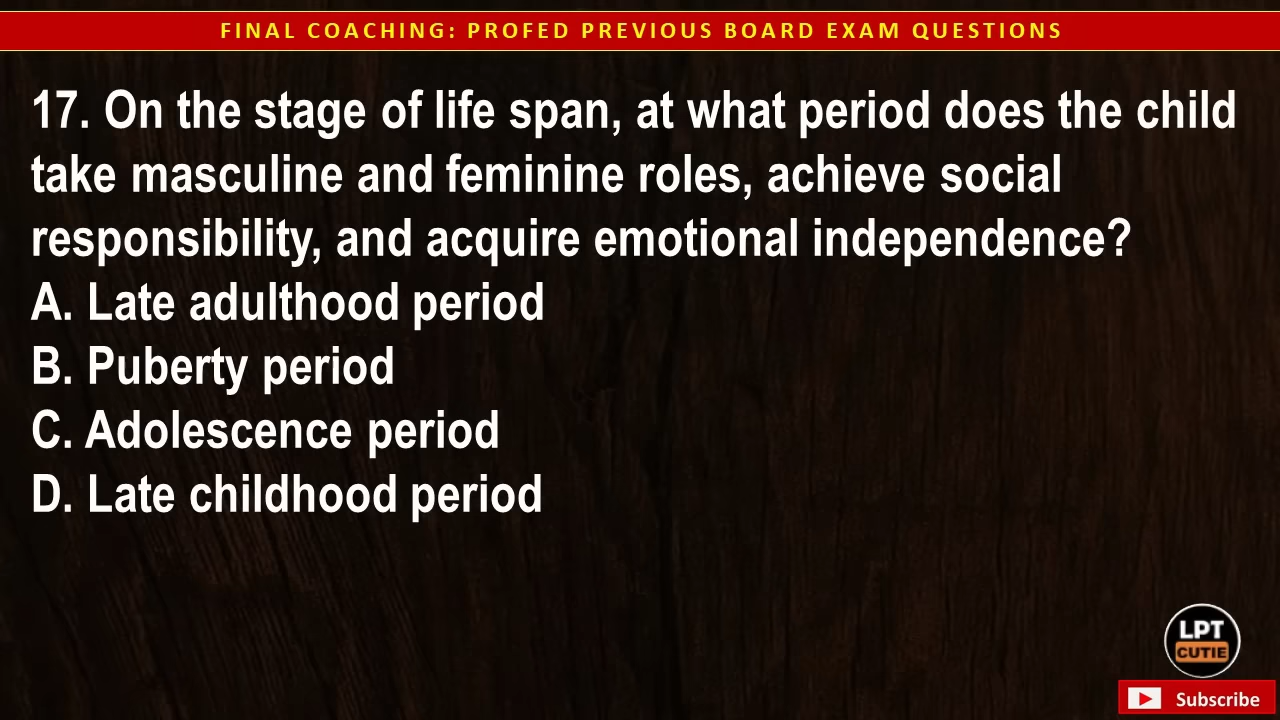 FINAL COACHING: PROFED PREVIOUS BOARD EXAM QUESTIONS
17. On the stage of life span, at what period does the child
take masculine and feminine roles, achieve social
responsibility, and acquire emotional independence?
A. Late adulthood period
B. Puberty period
C. Adolescence period
D. Late childhood period
LPT
CUTIE
Subscribe